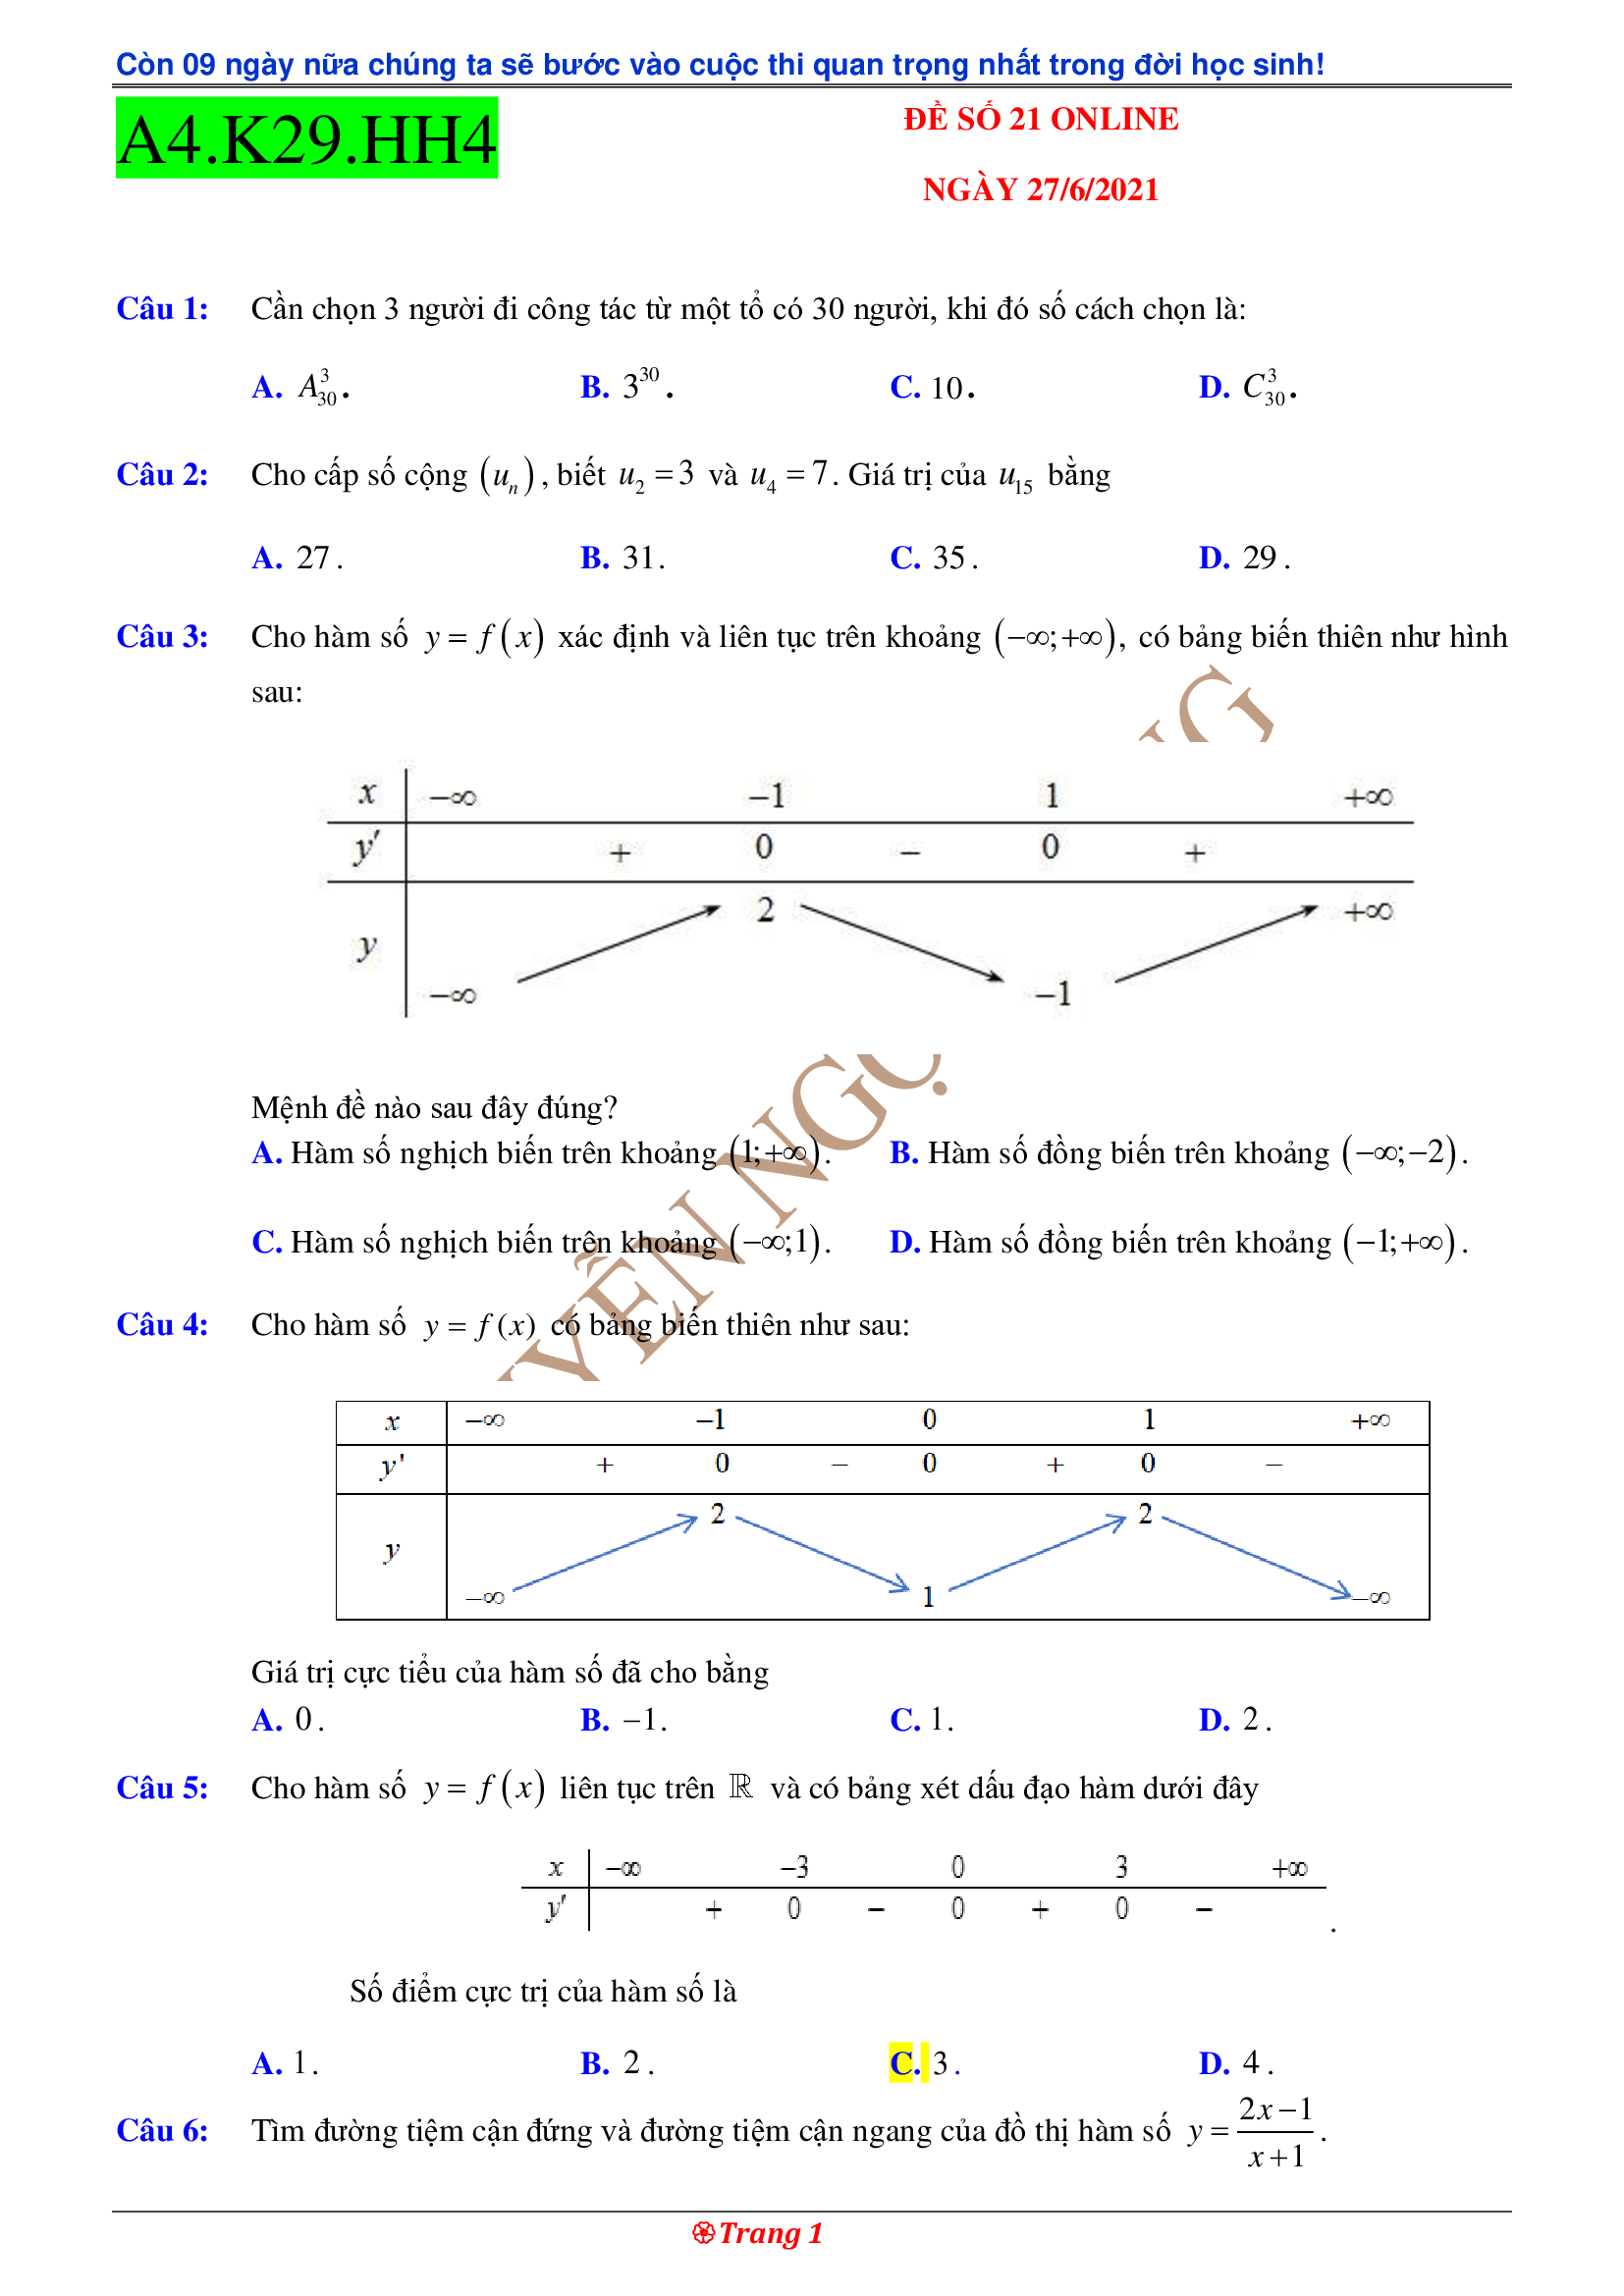 Còn 09 ngày nữa chúng ta sẽ bước vào cuộc thi quan trọng nhất trong đời học sinh!
A4.K29.HH4
ĐỀ SỐ 21 ONLINE
NGÀY 27/6/2021
Câu 1: Cần chọn 3 người đi công tác từ một tổ có 30 người, khi đó số cách chọn là:
A. $A_{30}^{3}$. B. $3^{30}$. C. 10. D. $C_{30}^{3}$.
Câu 2: Cho cấp số cộng $(u_n)$, biết $u_2 = 3$ và $u_4 = 7$. Giá trị của $u_{15}$ bằng
A. 27. B. 31. C. 35. D. 29.
Câu 3: Cho hàm số $y = f(x)$ xác định và liên tục trên khoảng $(-\infty;+\infty)$, có bảng biến thiên như hình
sau:
x −∞ −1 1 +∞
y′ + 0 − 0 +
2 +∞
y
−∞ −1
Mệnh đề nào sau đây đúng?
A. Hàm số nghịch biến trên khoảng $(1;+\infty)$. B. Hàm số đồng biến trên khoảng $(-\infty;-2)$.
C. Hàm số nghịch biến trên khoảng $(-\infty;1)$. D. Hàm số đồng biến trên khoảng $(-1;+\infty)$.
YỄN NGỌ NG
Câu 4: Cho hàm số $y = f(x)$ có bảng biến thiên như sau:
x −∞ −1 0 1 +∞
y' + 0 − 0 + 0 −
2 2
y
−∞ 1 −∞
Giá trị cực tiểu của hàm số đã cho bằng
A. 0. B. −1. C. 1. D. 2.
Câu 5: Cho hàm số $y = f(x)$ liên tục trên ℝ và có bảng xét dấu đạo hàm dưới đây
x −∞ −3 0 3 +∞
y′ + 0 − 0 + 0 −
.
Số điểm cực trị của hàm số là
A. 1. B. 2. C. 3. D. 4.
Câu 6: Tìm đường tiệm cận đứng và đường tiệm cận ngang của đồ thị hàm số $y = \frac{2x-1}{x+1}$.
Trang 1